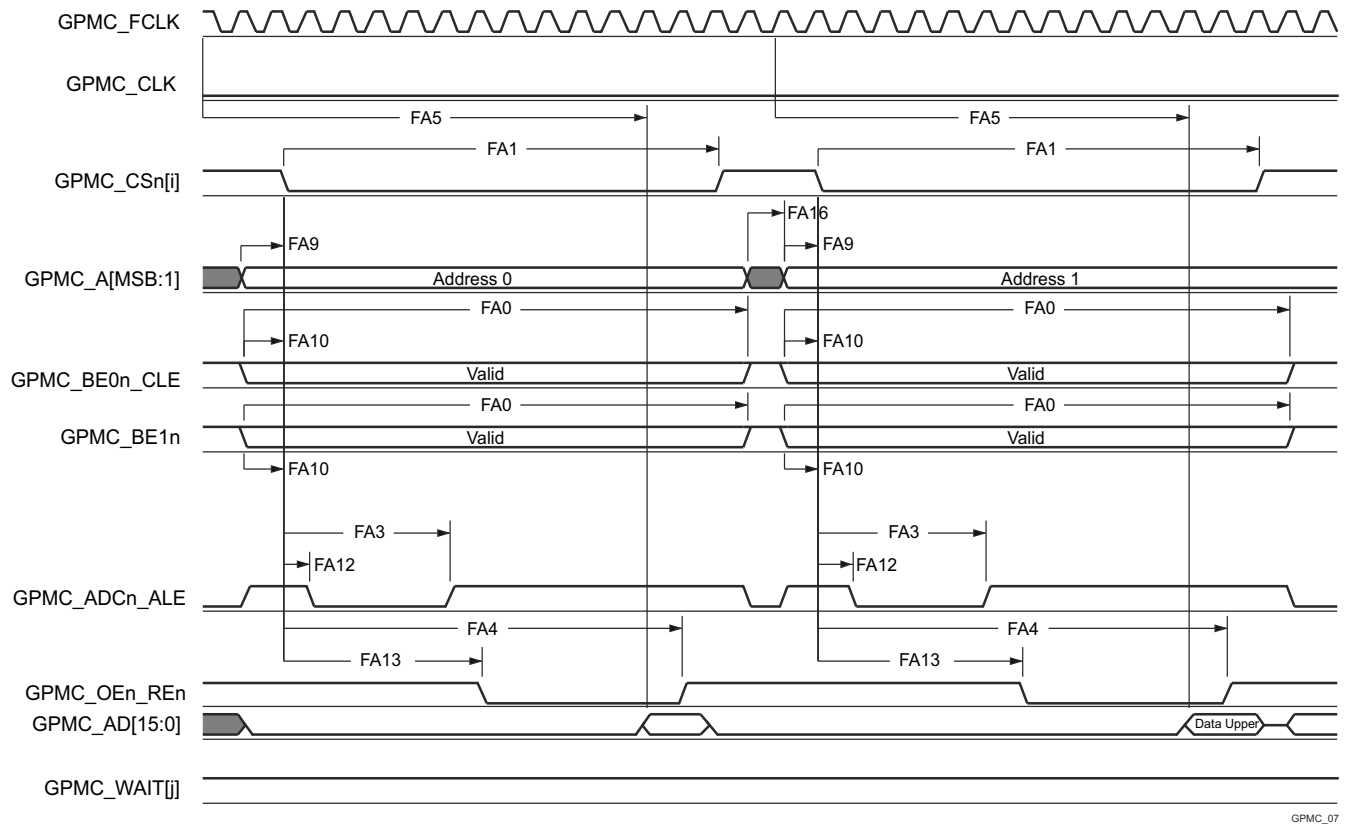 GPMC_FCLK
GPMC_CLK
FA5 FA5
FA1 FA1
GPMC_CSn[i]
FA16
FA9 FA9
GPMC_A[MSB:1] Address 0 Address 1
FA0 FA0
FA10 FA10
GPMC_BE0n_CLE Valid Valid
FA0 FA0
GPMC_BE1n Valid Valid
FA10 FA10
FA3 FA3
FA12 FA12
GPMC_ADCn_ALE
FA4 FA4
FA13 FA13
GPMC_OEn_REn
GPMC_AD[15:0] Data Upper
GPMC_WAIT[j]
GPMC_07